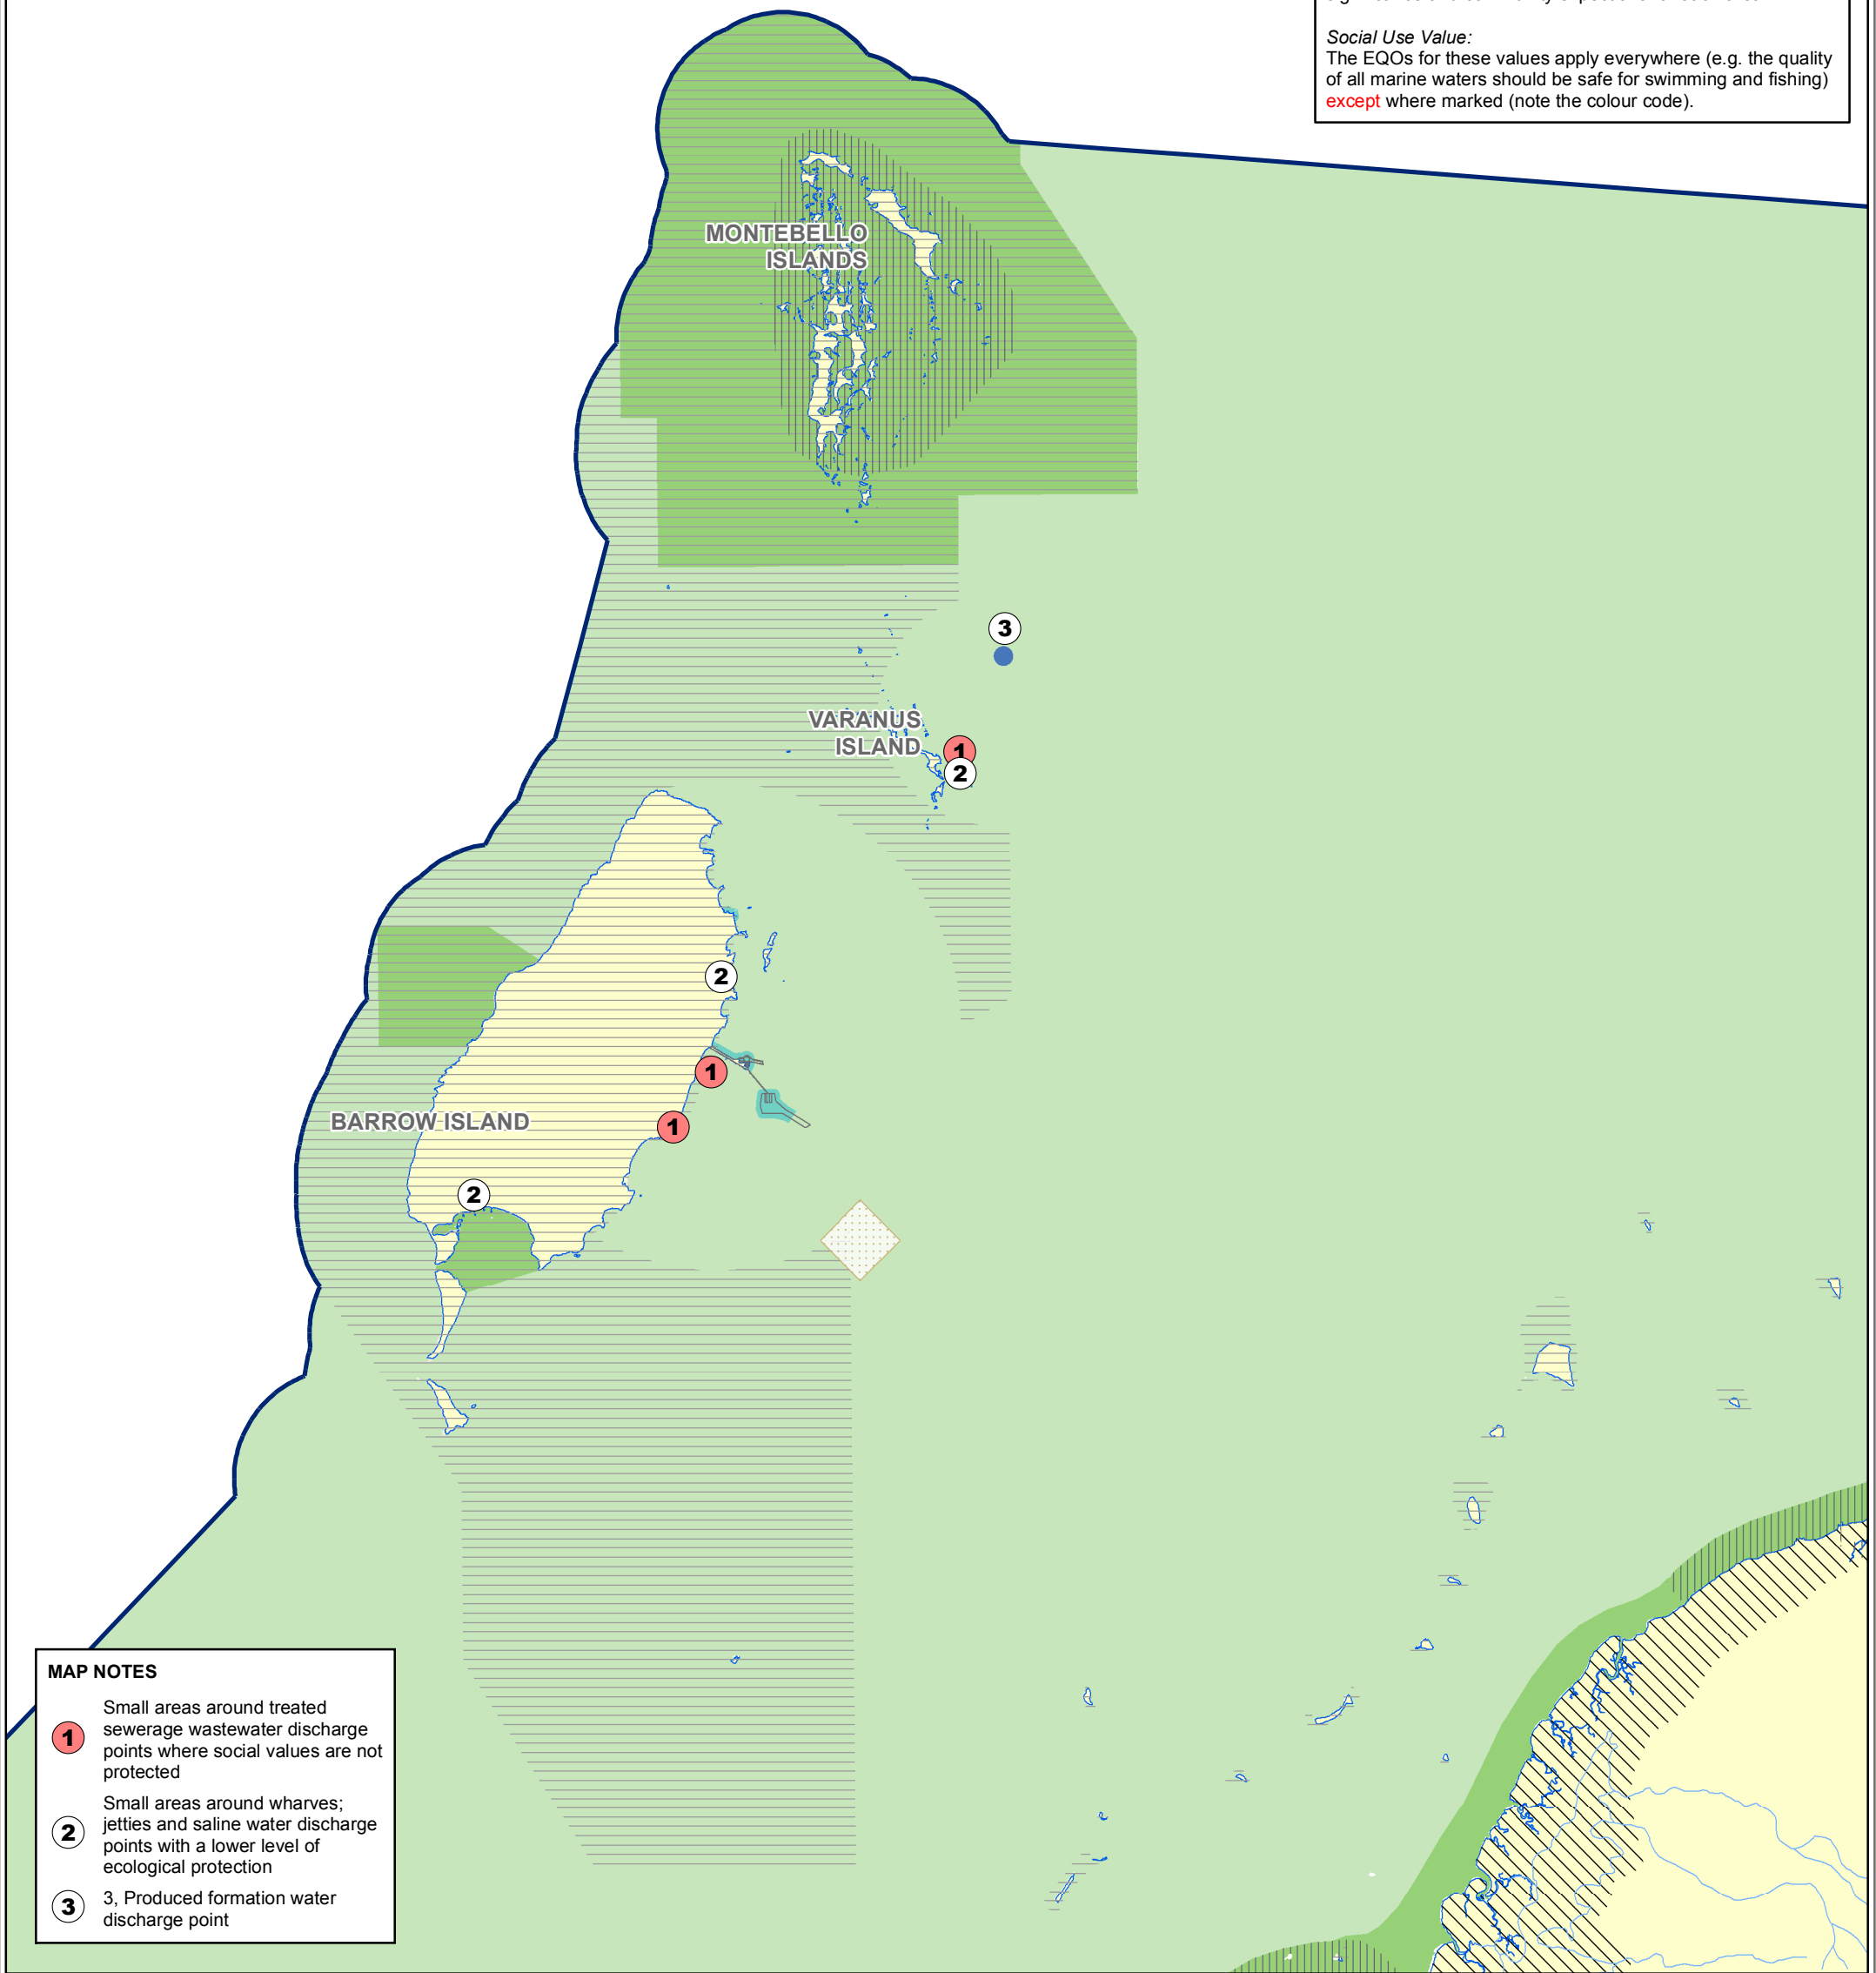 Social Use Value:
The EQOs for these values apply everywhere (e.g. the quality
of all marine waters should be safe for swimming and fishing)
except where marked (note the colour code).
MONTEBELLO
ISLANDS
3
VARANUS
ISLAND
1
2
2
1
1
BARROW ISLAND
2
MAP NOTES
1
Small areas around treated
sewerage wastewater discharge
points where social values are not
protected
2
Small areas around wharves;
jetties and saline water discharge
points with a lower level of
ecological protection
3
3, Produced formation water
discharge point